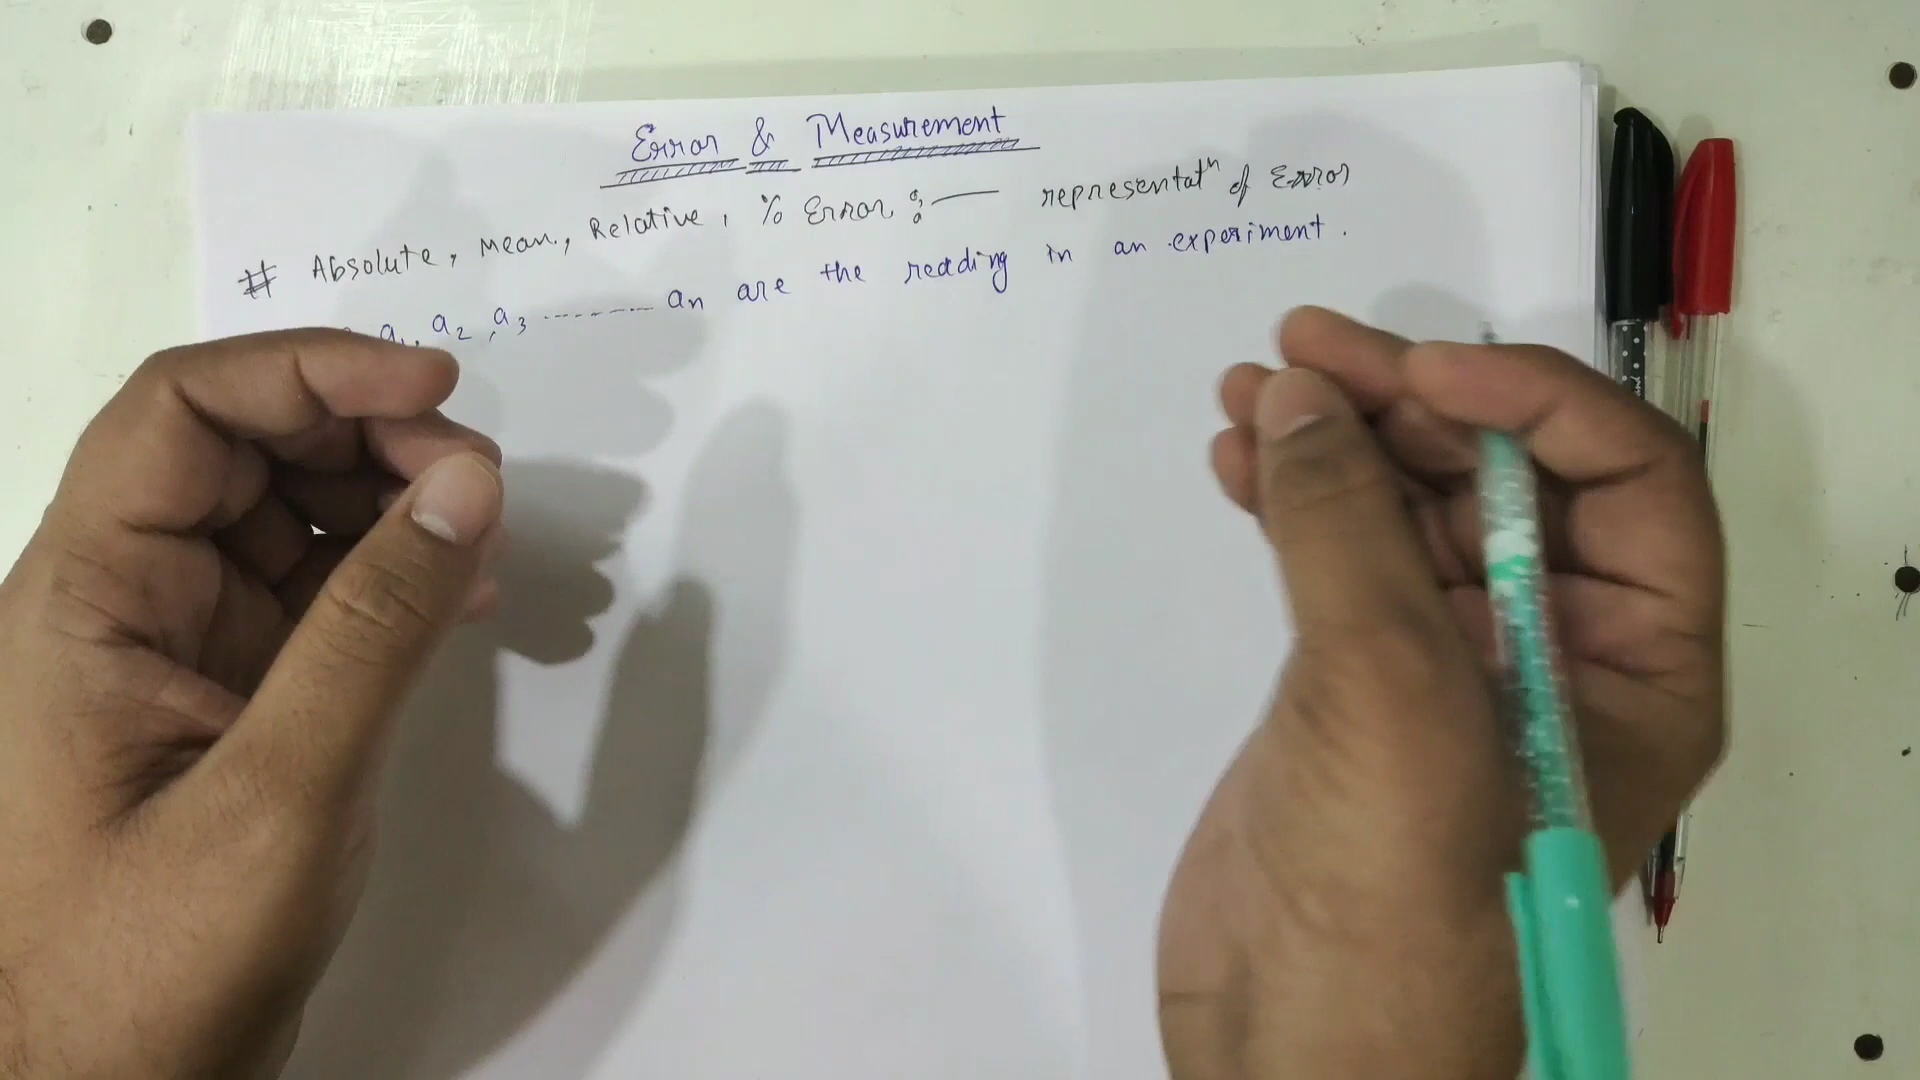 Error & Measurement
# Absolute, Mean, Relative, % Error :— representatⁿ of Error
a₁, a₂, a₃ -------- an are the reading in an experiment.